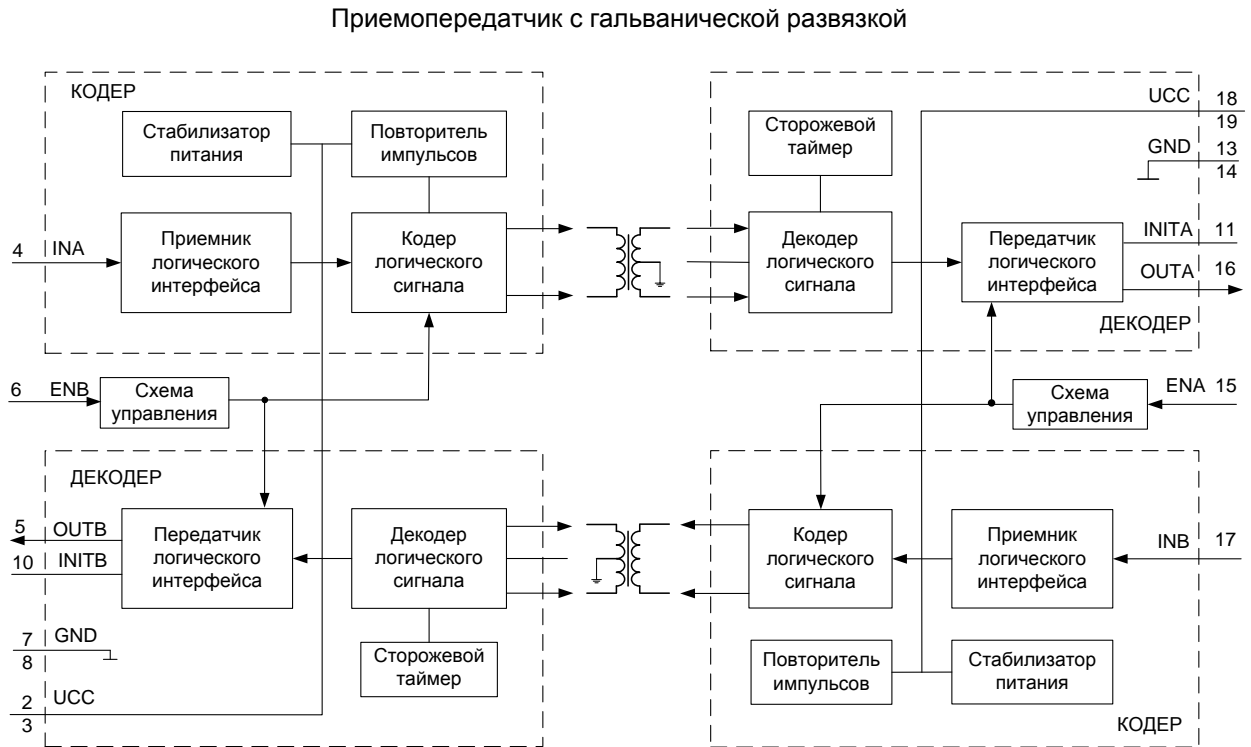 Приемопередатчик с гальванической развязкой
КОДЕР
Стабилизатор
питания
Повторитель
импульсов
4 INA
Приемник
логического
интерфейса
Кодер
логического
сигнала
Сторожевой
таймер
Декодер
логического
сигнала
Передатчик
логического
интерфейса
UCC 18
19
GND 13
14
INITA 11
OUTA 16
ДЕКОДЕР
6 ENB
Схема
управления
Схема
управления
ENA 15
ДЕКОДЕР
5 OUTB
10 INITB
Передатчик
логического
интерфейса
Декодер
логического
сигнала
Сторожевой
таймер
7 GND
8
2 UCC
3
Кодер
логического
сигнала
Приемник
логического
интерфейса
INB 17
Повторитель
импульсов
Стабилизатор
питания
КОДЕР